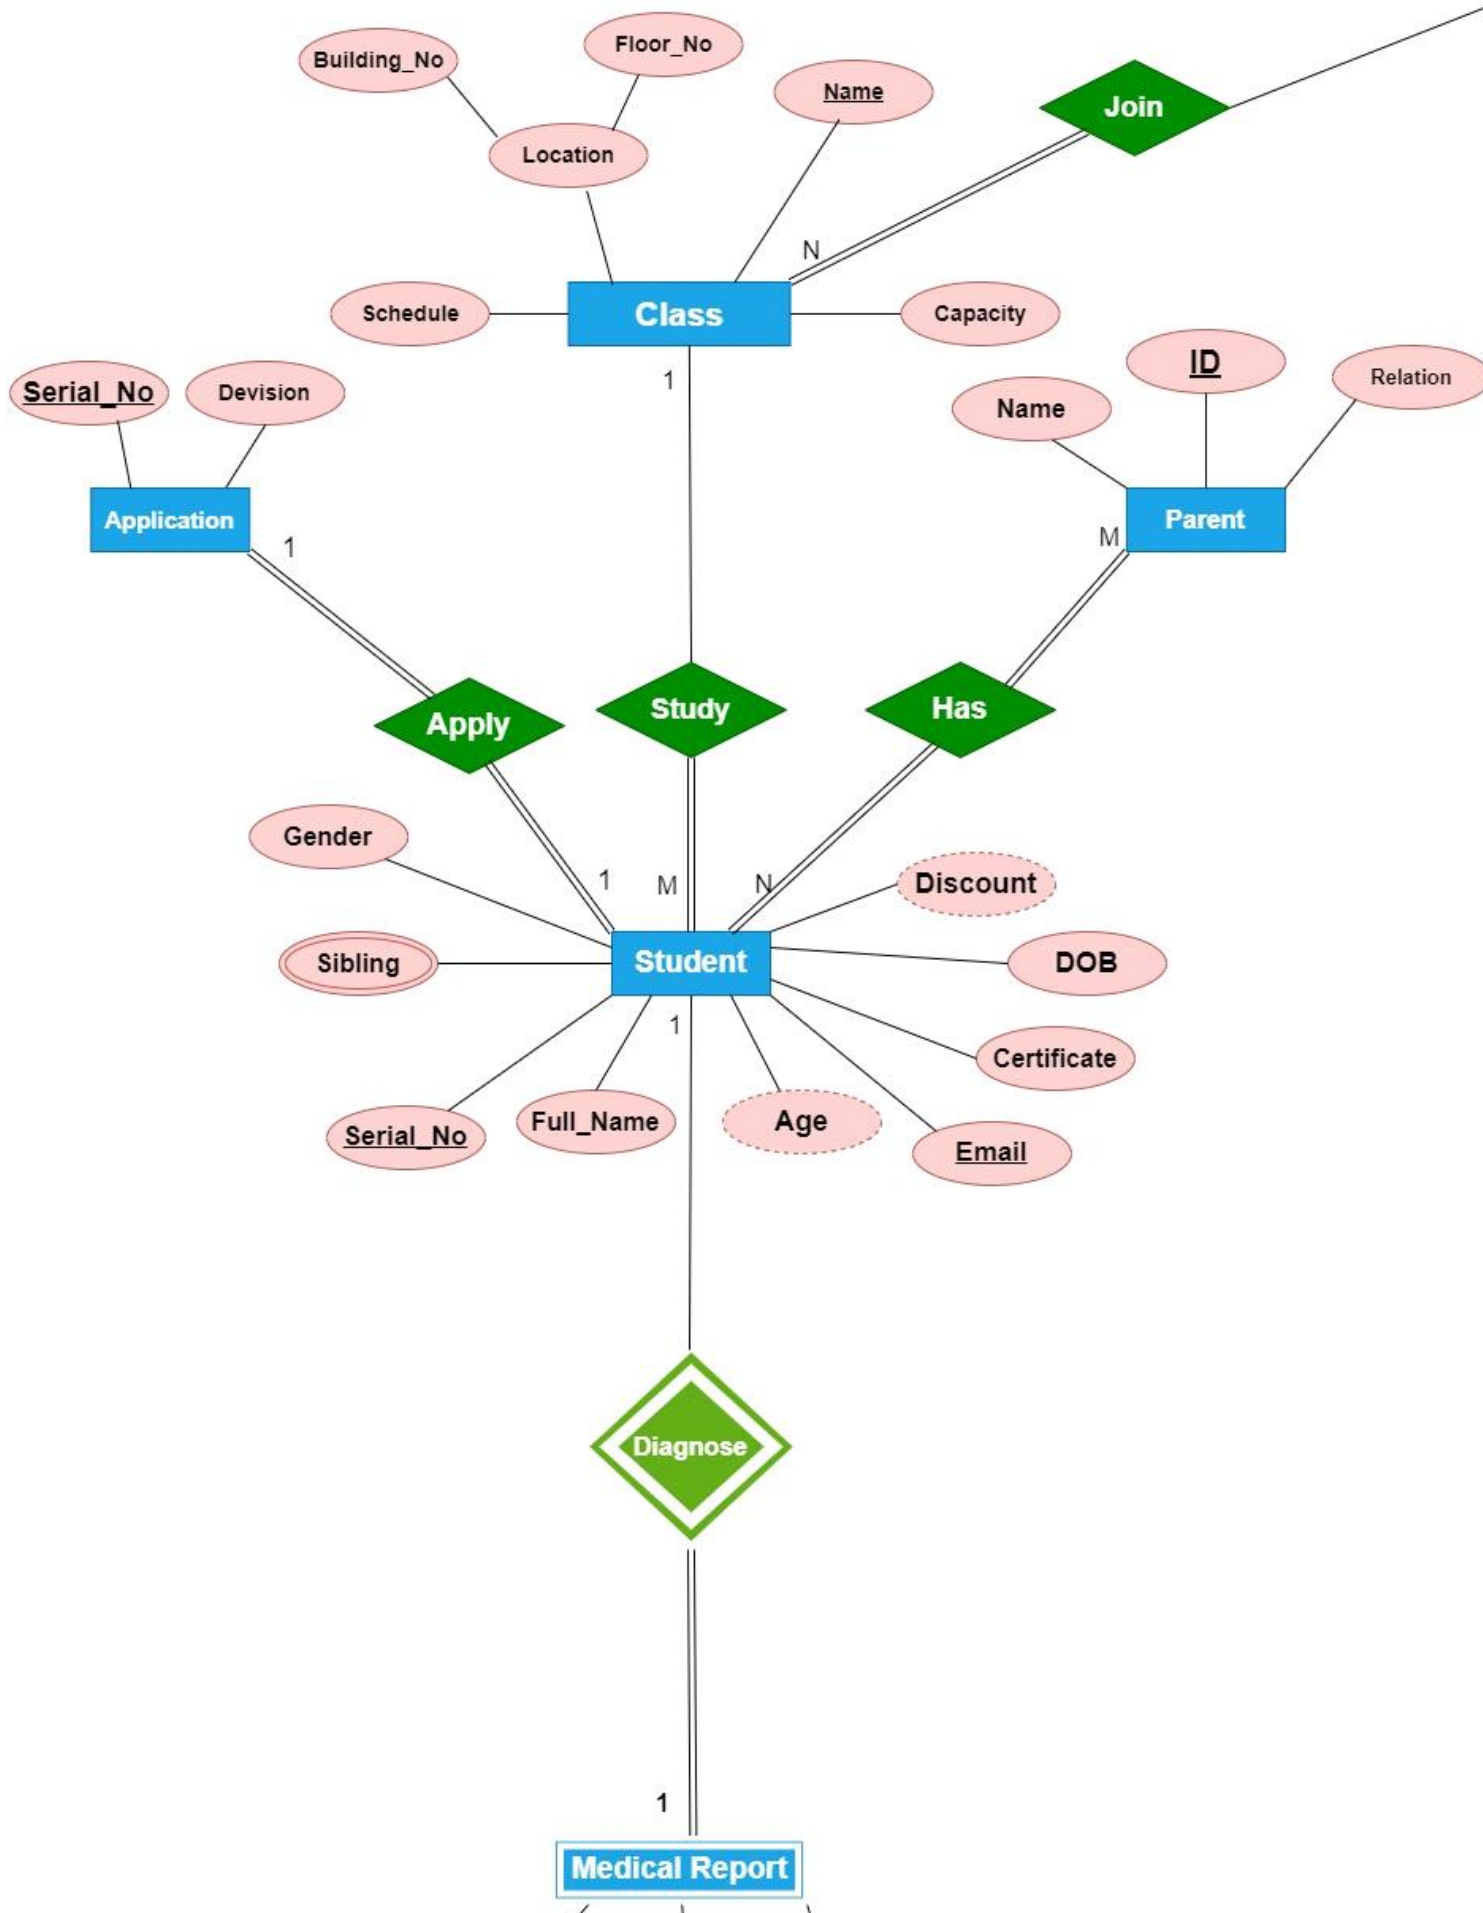 Floor_No
Building_No
Name
Join
Location
N
Schedule
Class
Capacity
1
ID
Relation
Serial_No
Devision
Name
Application
Parent
1
M
Apply
Study
Has
Gender
1
M
N
Discount
Sibling
Student
DOB
1
Certificate
Serial_No
Full_Name
Age
Email
Diagnose
1
Medical Report